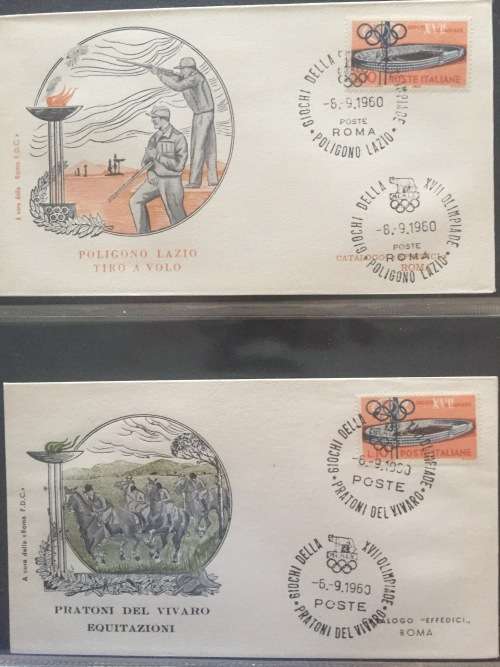 XVII
POSTE ITALIANE
GIOCHI DELLA
-6.-9.1960
POSTE
ROMA
POLIGONO LAZIO
GIOCHI DELLA XVII OLIMPIADE
-6.-9.1960
POSTE
ROMA
POLIGONO LAZIO
A cura della «Roma F.D.C.»
POLIGONO LAZIO
TIRO A VOLO
CATALOGO
ROMA
XVII
POSTE ITALIANE
GIOCHI DELLA OLIMPIADE
-6.-9.1960
POSTE
PRATONI DEL VIVARO
GIOCHI DELLA XVII OLIMPIADE
-6.-9.1960
POSTE
PRATONI DEL VIVARO
A cura della «Roma F.D.C.»
PRATONI DEL VIVARO
EQUITAZIONI
CATALOGO "EFFEDICI"
ROMA